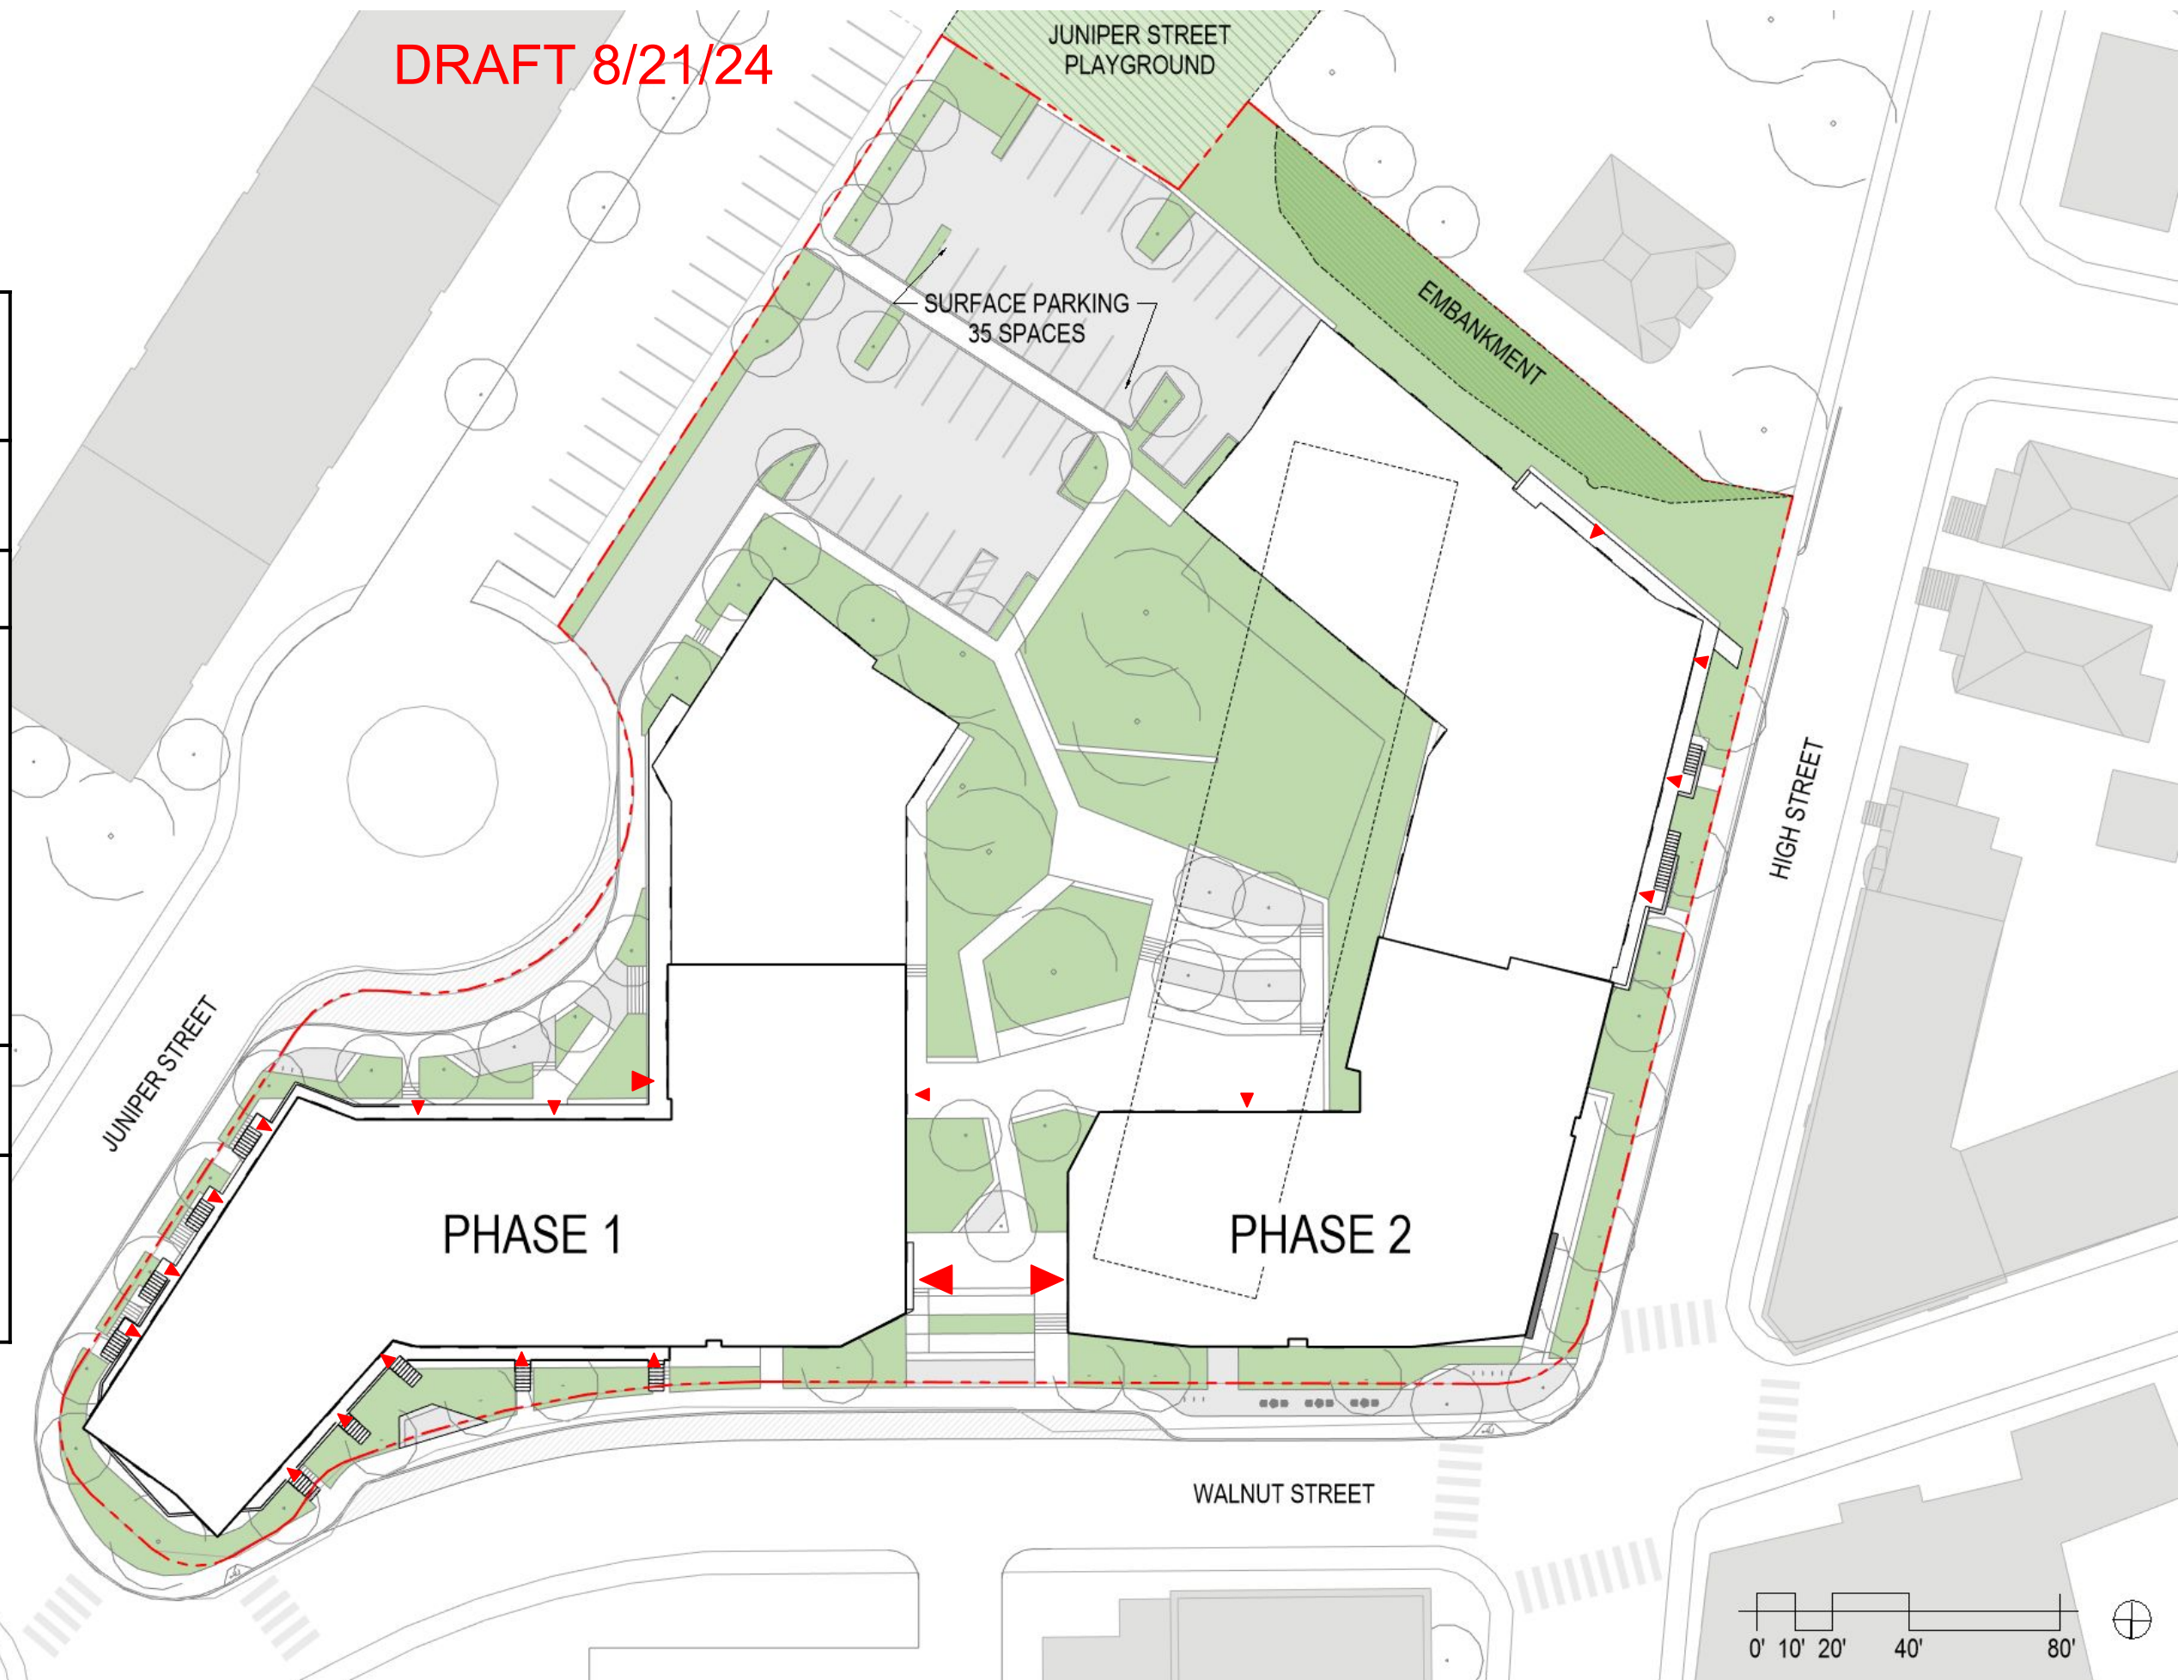 DRAFT 8/21/24
JUNIPER STREET
PLAYGROUND
SURFACE PARKING
35 SPACES
EMBANKMENT
HIGH STREET
JUNIPER STREET
PHASE 1
PHASE 2
WALNUT STREET
0' 10' 20' 40' 80'